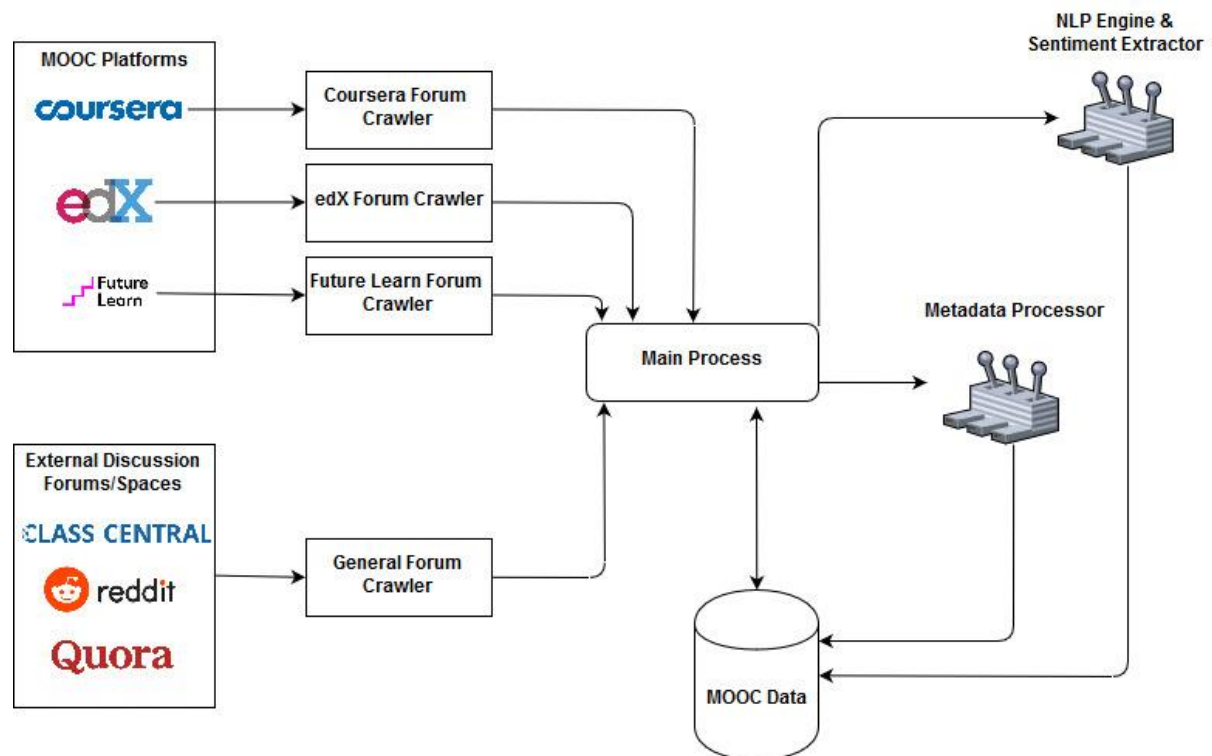 MOOC Platforms
coursera
edX
Future
Learn
Coursera Forum
Crawler
edX Forum Crawler
Future Learn Forum
Crawler
NLP Engine &
Sentiment Extractor
Main Process
Metadata Processor
External Discussion
Forums/Spaces
CLASS CENTRAL
reddit
Quora
General Forum
Crawler
MOOC Data